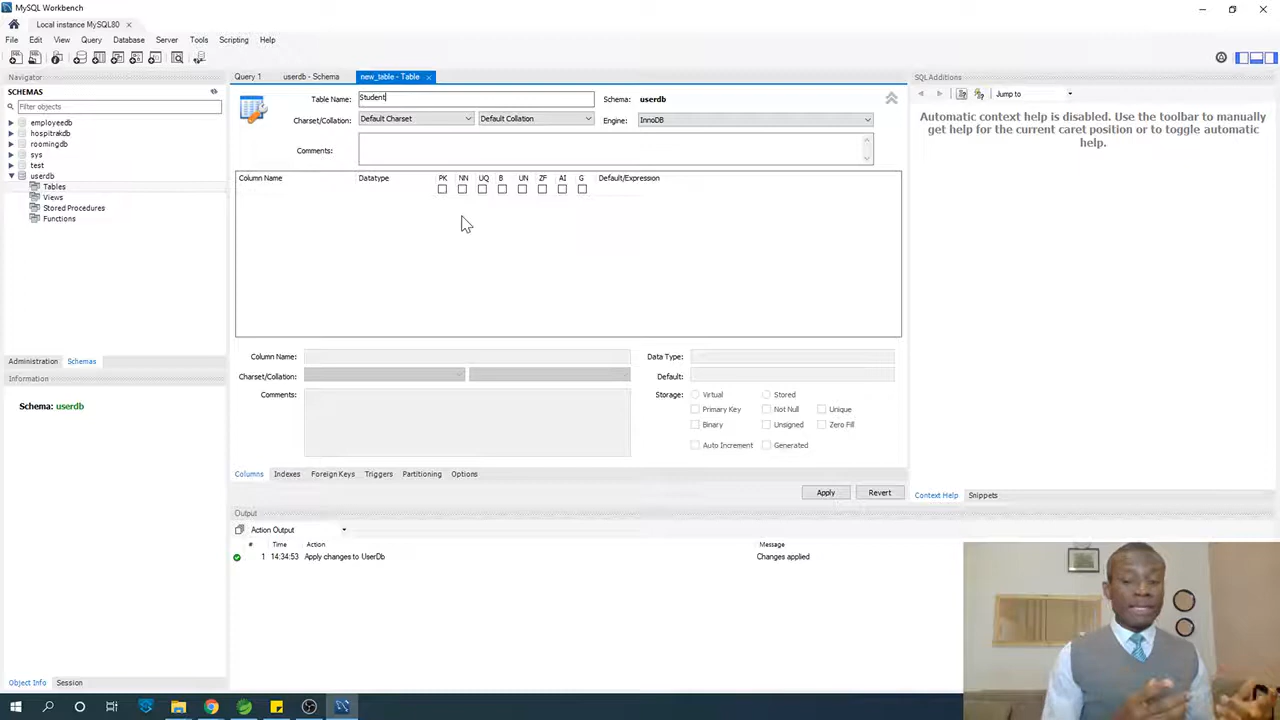 MySQL Workbench
Local instance MySQL80 ×
File Edit View Query Database Server Tools Scripting Help
Navigator
SCHEMAS
Filter objects
employeedb
hospitrakdb
roomingdb
sys
test
userdb
Tables
Views
Stored Procedures
Functions
Administration Schemas
Information
Schema: userdb
Object Info Session
Query 1 userdb - Schema new_table - Table ×
Table Name: Student Schema: userdb
Charset/Collation: Default Charset Default Collation Engine: InnoDB
Comments:
Column Name Datatype PK NN UQ B UN ZF AI G Default/Expression
Column Name: Data Type:
Charset/Collation: Default:
Comments: Storage: Virtual Stored
Primary Key Not Null Unique
Binary Unsigned Zero Fill
Auto Increment Generated
Columns Indexes Foreign Keys Triggers Partitioning Options
Apply Revert
Output
Action Output
# Time Action Message
1 14:34:53 Apply changes to UserDb Changes applied
SQL Additions
Jump to
Automatic context help is disabled. Use the toolbar to manually
get help for the current caret position or to toggle automatic
help.
Context Help Snippets